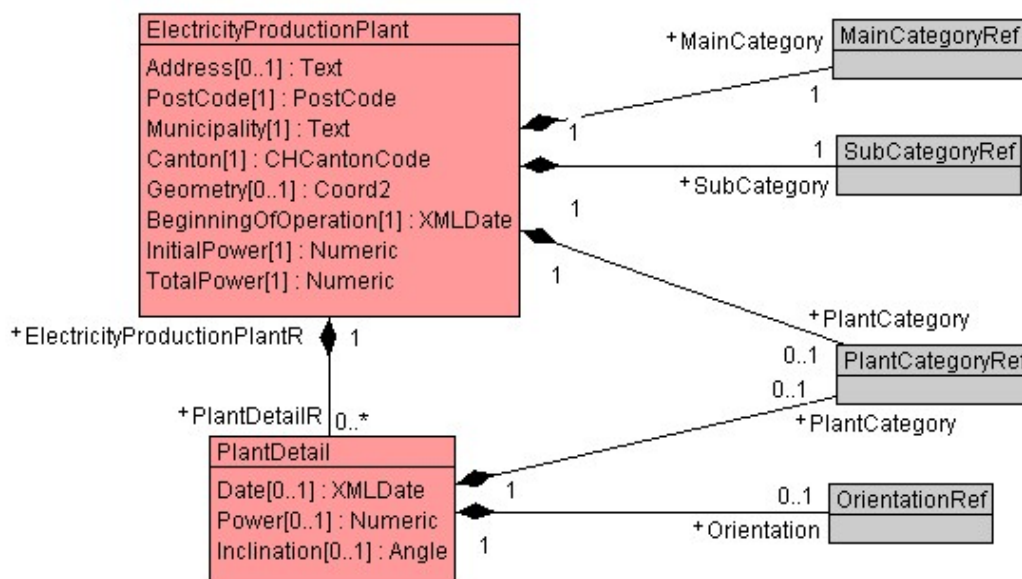 ElectricityProductionPlant
Address[0..1] : Text
PostCode[1] : PostCode
Municipality[1] : Text
Canton[1] : CHCantonCode
Geometry[0..1] : Coord2
BeginningOfOperation[1] : XMLDate
InitialPower[1] : Numeric
TotalPower[1] : Numeric
+MainCategory
MainCategoryRef
1
1
1
SubCategoryRef
+SubCategory
1
1
+PlantCategory
0..1
PlantCategoryRef
0..1
+PlantCategory
+ElectricityProductionPlantR
1
+PlantDetailR
0..*
PlantDetail
Date[0..1] : XMLDate
Power[0..1] : Numeric
Inclination[0..1] : Angle
1
0..1
OrientationRef
+Orientation
1